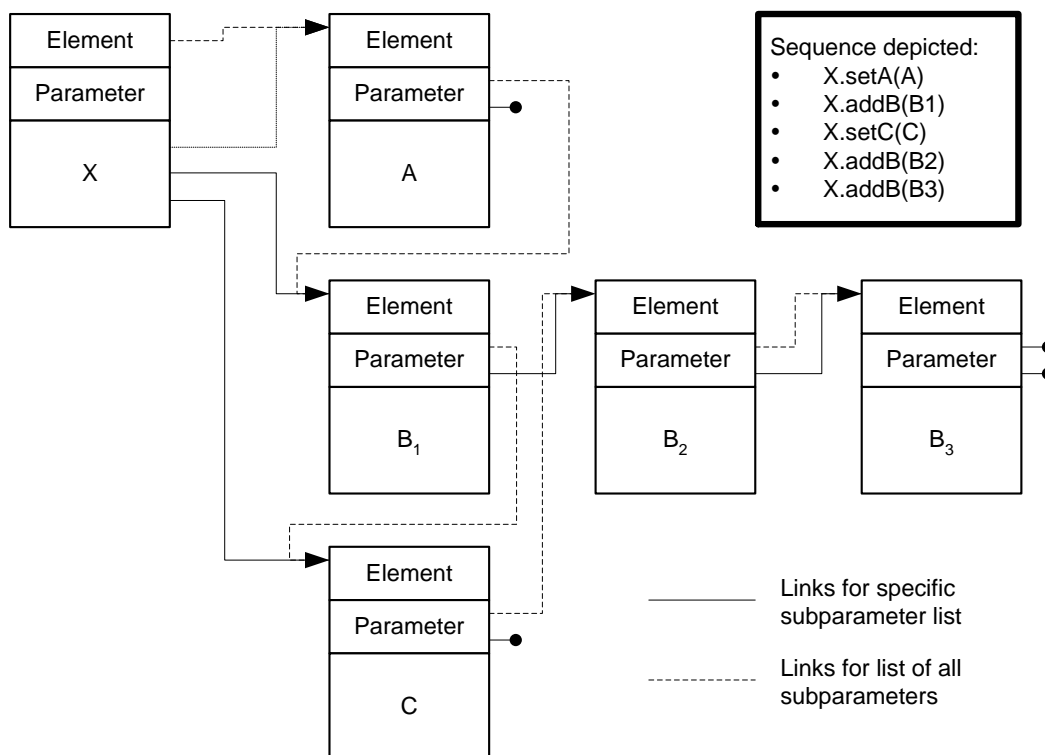 Element
Parameter
X
Element
Parameter
A
Sequence depicted:
• X.setA(A)
• X.addB(B1)
• X.setC(C)
• X.addB(B2)
• X.addB(B3)
Element
Parameter
B1
Element
Parameter
B2
Element
Parameter
B3
Element
Parameter
C
Links for specific
subparameter list
Links for list of all
subparameters